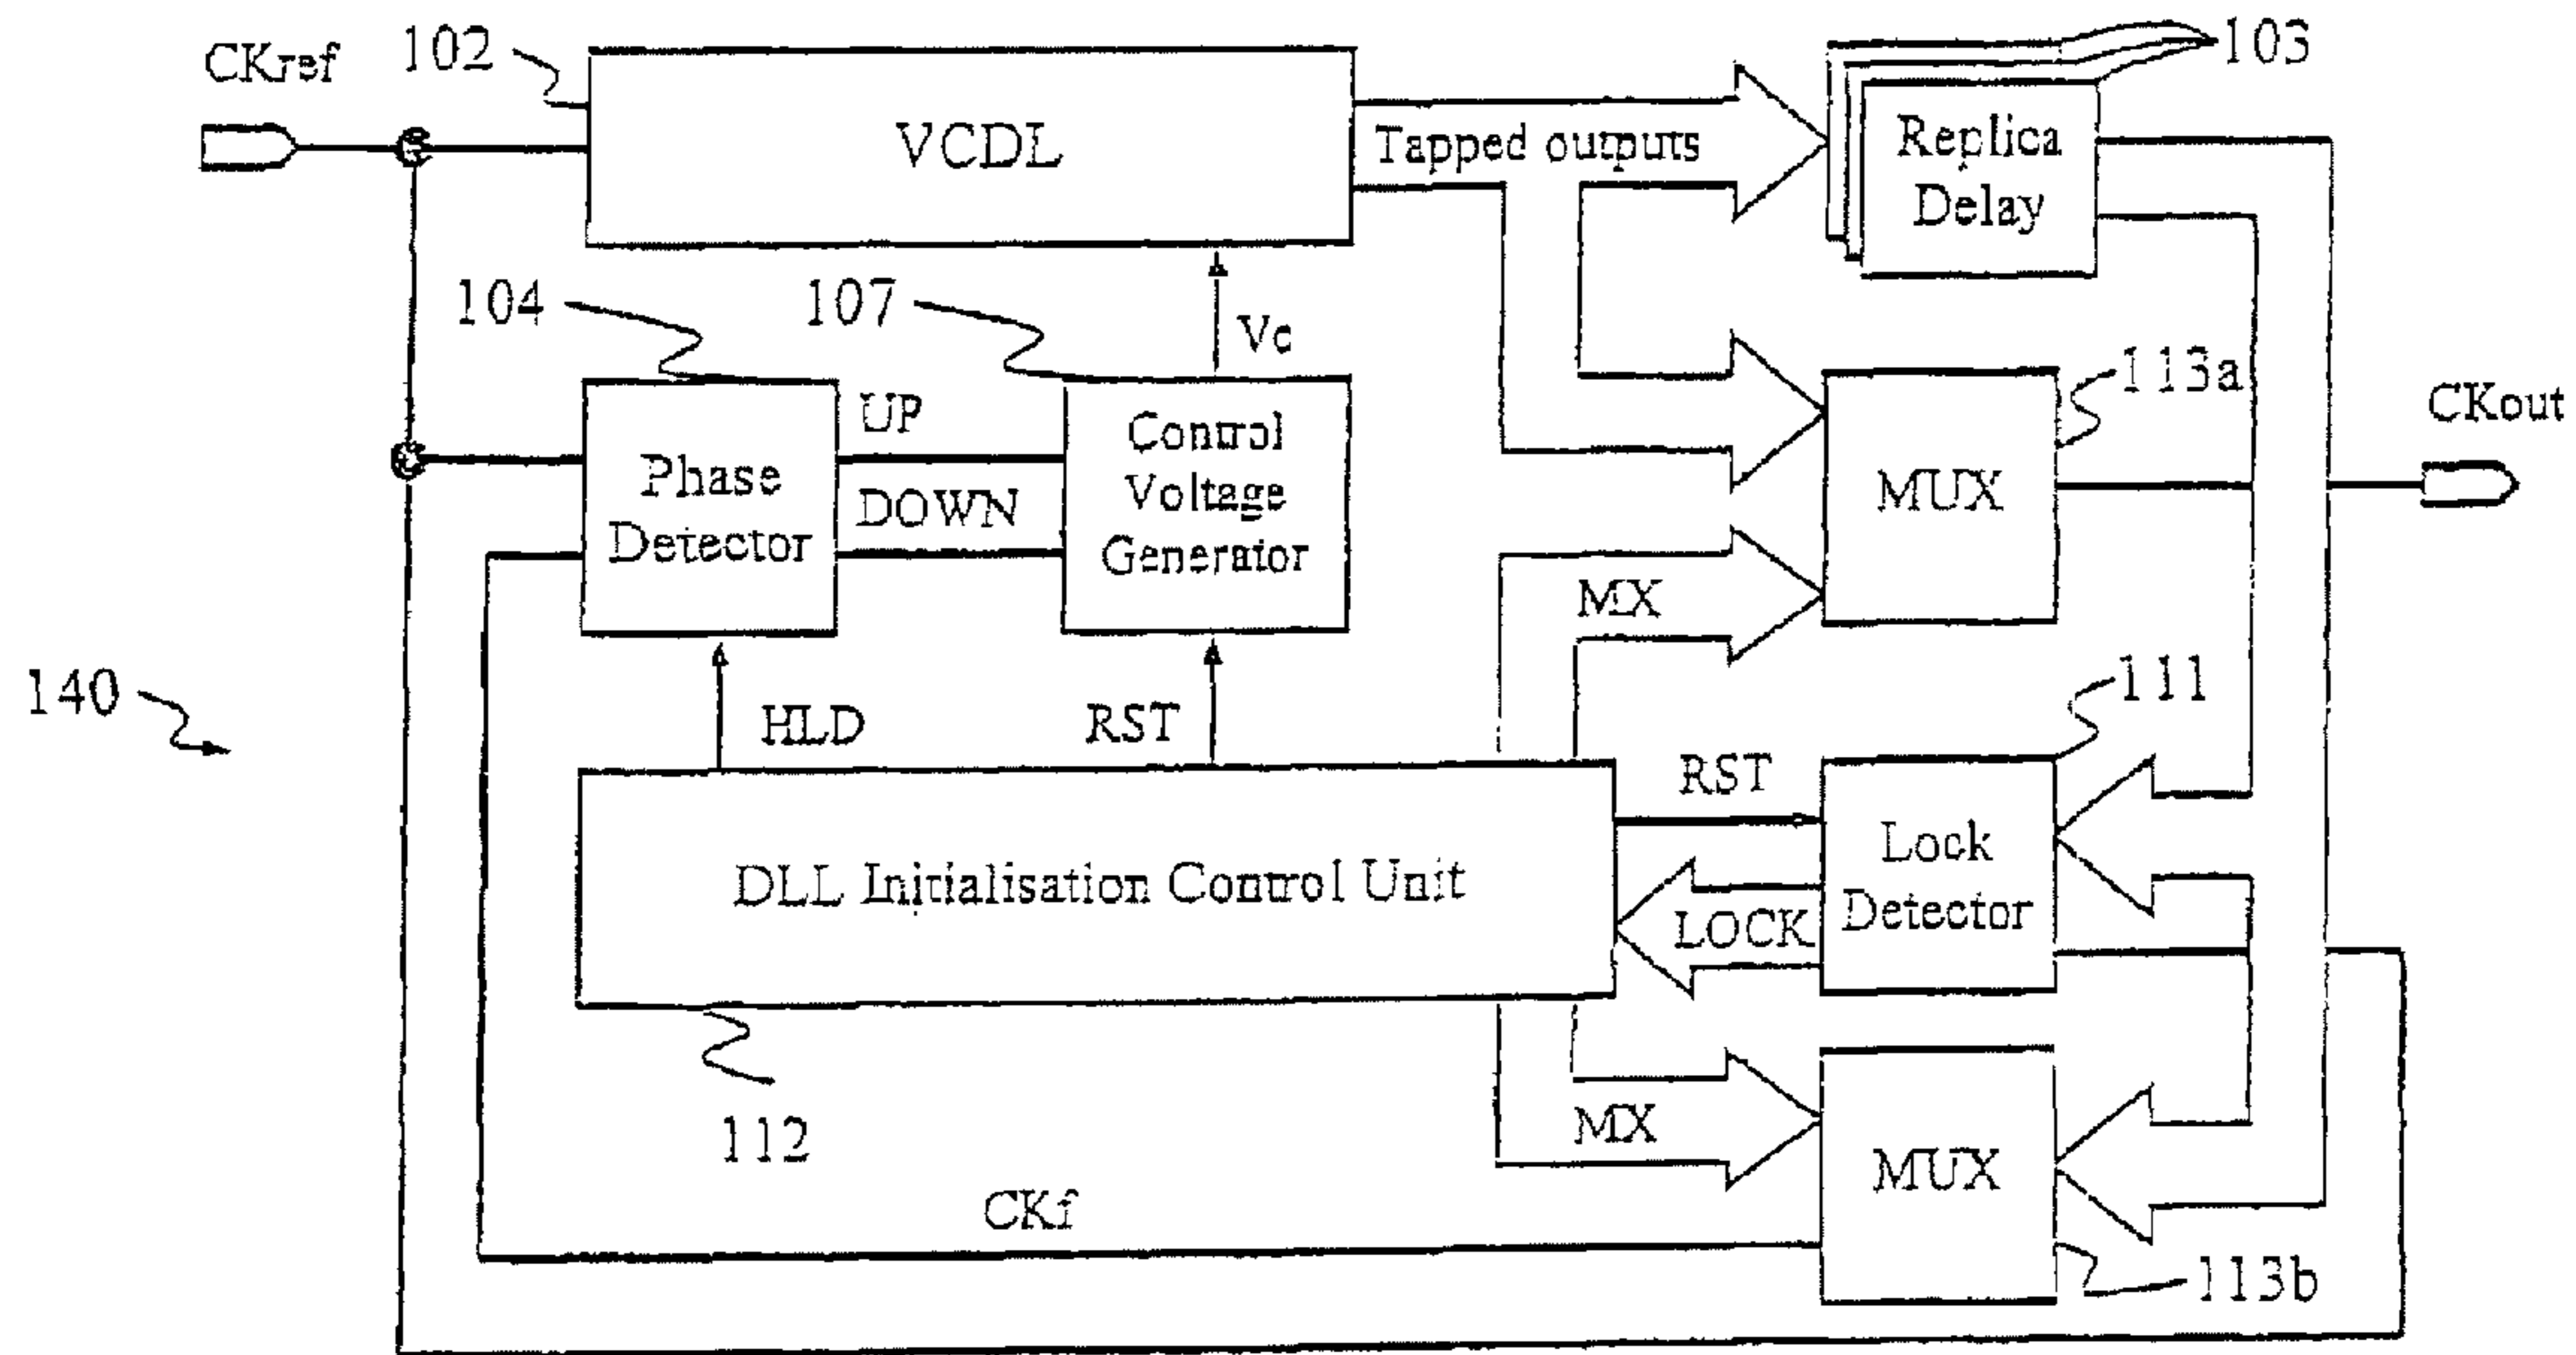 CKref
102
VCDL
Tapped outputs
103
Replica
Delay
104
107
Vc
113a
CKout
UP
DOWN
Phase
Detector
Control
Voltage
Generator
MUX
MX
140
HLD
RST
RST
111
Lock
Detector
DLL Initialisation Control Unit
LOCK
112
MX
MUX
CKf
113b